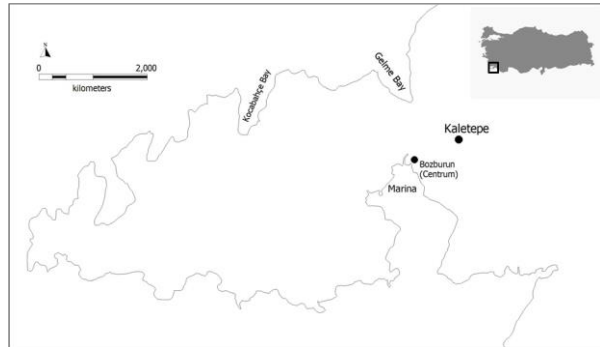 N
0 2,000
kilometers
Kocabahçe Bay
Gelme Bay
Kaletepe
Bozburun
(Centrum)
Marina